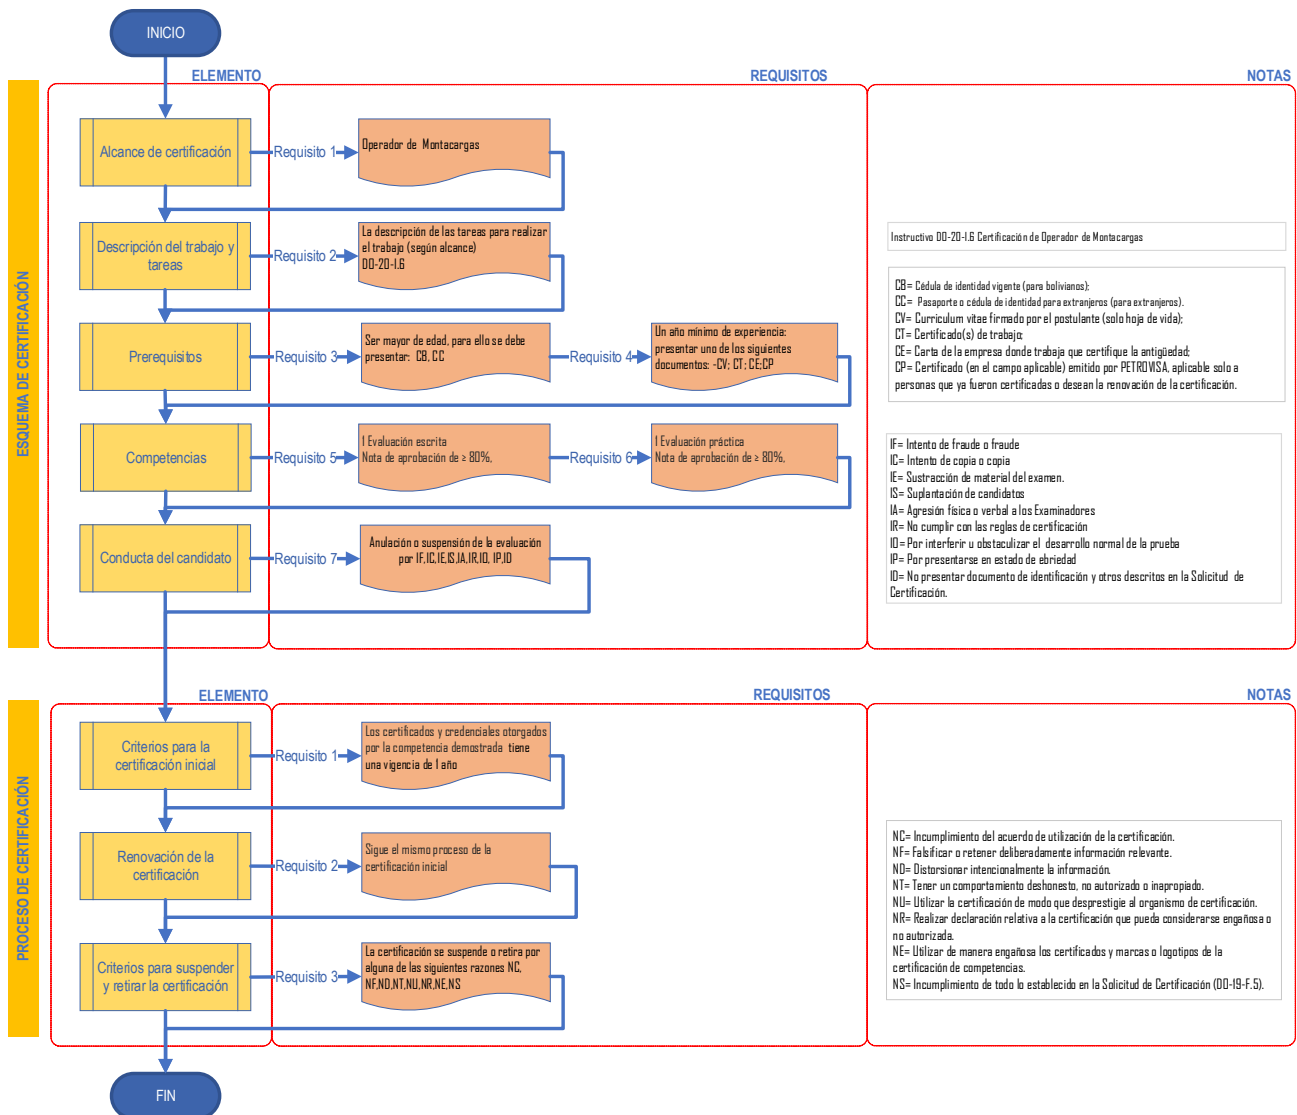 INICIO
ELEMENTO
REQUISITOS
NOTAS
ESQUEMA DE CERTIFICACIÓN
Alcance de certificación
Requisito 1
Operador de Montacargas
Descripción del trabajo y
tareas
Requisito 2
La descripción de las tareas para realizar
el trabajo (según alcance)
DO-20-I.6
Instructivo DO-20-I.6 Certificación de Operador de Montacargas
Prerequisitos
Requisito 3
Ser mayor de edad, para ello se debe
presentar: CB, CC
Requisito 4
Un año mínimo de experiencia:
presentar uno de los siguientes
documentos: -CV; CT; CE;CP
CB= Cédula de identidad vigente (para bolivianos);
CC= Pasaporte o cédula de identidad para extranjeros (para extranjeros).
CV= Curriculum vitae firmado por el postulante (solo hoja de vida);
CT= Certificado(s) de trabajo;
CE= Carta de la empresa donde trabaja que certifique la antigüedad;
CP= Certificado (en el campo aplicable) emitido por PETROVISA, aplicable solo a
personas que ya fueron certificadas o desean la renovación de la certificación.
Competencias
Requisito 5
1 Evaluación escrita
Nota de aprobación de ≥ 80%,
Requisito 6
1 Evaluación práctica
Nota de aprobación de ≥ 80%,
Conducta del candidato
Requisito 7
Anulación o suspensión de la evaluación
por IF,IC,IE,IS,IA,IR,IO, IP,ID
IF= Intento de fraude o fraude
IC= Intento de copia o copia
IE= Sustracción de material del examen.
IS= Suplantación de candidatos
IA= Agresión física o verbal a los Examinadores
IR= No cumplir con las reglas de certificación
IO= Por interferir u obstaculizar el desarrollo normal de la prueba
IP= Por presentarse en estado de ebriedad
ID= No presentar documento de identificación y otros descritos en la Solicitud de
Certificación.
ELEMENTO
REQUISITOS
NOTAS
PROCESO DE CERTIFICACIÓN
Criterios para la
certificación inicial
Requisito 1
Los certificados y credenciales otorgados
por la competencia demostrada tiene
una vigencia de 1 año
Renovación de la
certificación
Requisito 2
Sigue el mismo proceso de la
certificación inicial
Criterios para suspender
y retirar la certificación
Requisito 3
La certificación se suspende o retira por
alguna de las siguientes razones NC,
NF,ND,NT,NU,NR,NE,NS
NC= Incumplimiento del acuerdo de utilización de la certificación.
NF= Falsificar o retener deliberadamente información relevante.
ND= Distorsionar intencionalmente la información.
NT= Tener un comportamiento deshonesto, no autorizado o inapropiado.
NU= Utilizar la certificación de modo que desprestigie al organismo de certificación.
NR= Realizar declaración relativa a la certificación que pueda considerarse engañosa o
no autorizada.
NE= Utilizar de manera engañosa los certificados y marcas o logotipos de la
certificación de competencias.
NS= Incumplimiento de todo lo establecido en la Solicitud de Certificación (DO-19-F.5).
FIN